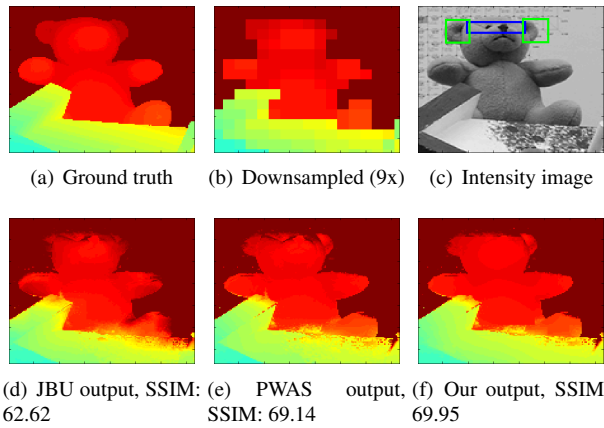 (a) Ground truth
(b) Downsampled (9x)
(c) Intensity image
(d) JBU output, SSIM:
62.62
(e) PWAS output,
SSIM: 69.14
(f) Our output, SSIM
69.95